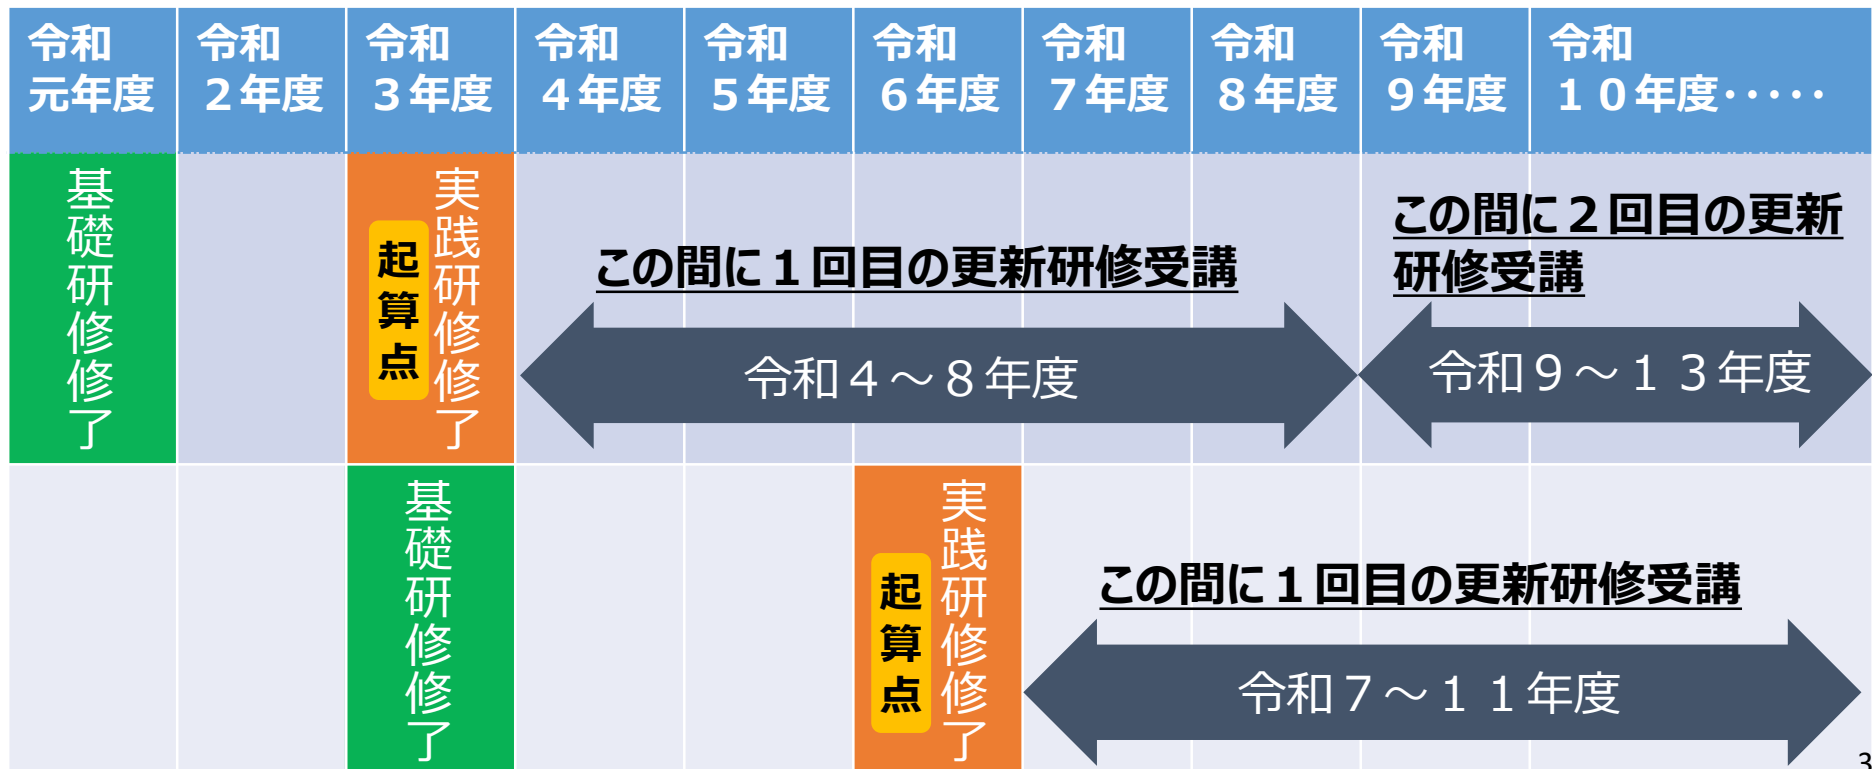 令和
元年度
令和
２年度
令和
３年度
令和
４年度
令和
５年度
令和
６年度
令和
７年度
令和
８年度
令和
９年度
令和
１０年度・・・・・
基礎研修修了
起算点
実践研修修了
この間に１回目の更新研修受講
令和４～８年度
この間に２回目の更新
研修受講
令和９～１３年度
基礎研修修了
起算点
実践研修修了
この間に１回目の更新研修受講
令和７～１１年度
3